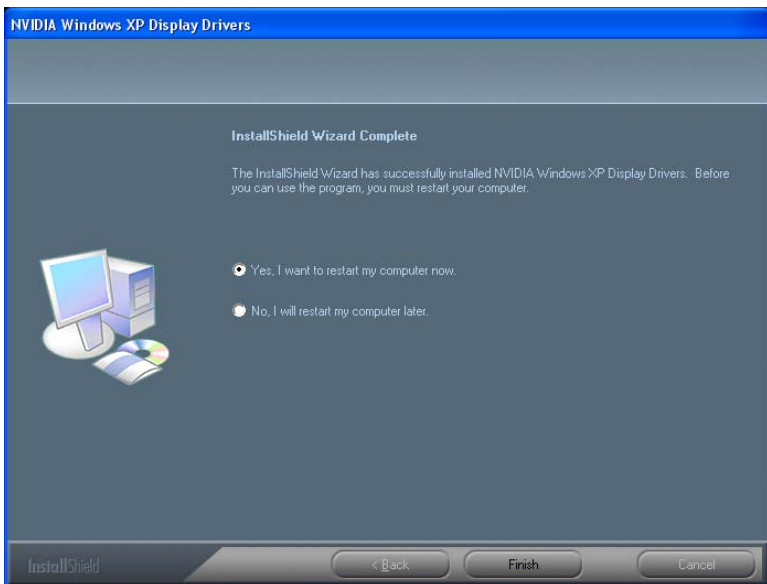 NVIDIA Windows XP Display Drivers
InstallShield Wizard Complete
The InstallShield Wizard has successfully installed NVIDIA Windows XP Display Drivers. Before
you can use the program, you must restart your computer.
Yes, I want to restart my computer now.
No, I will restart my computer later.
InstallShield
< Back
Finish
Cancel